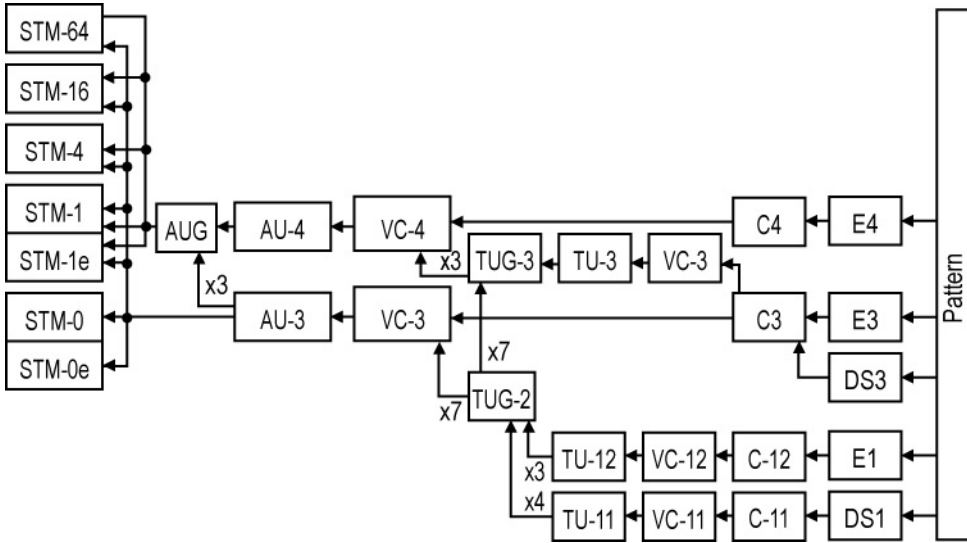 STM-64
STM-16
STM-4
STM-1
STM-1e
STM-0
STM-0e
AUG
AU-4
VC-4
C4
E4
x3
TUG-3
TU-3
VC-3
x3
AU-3
VC-3
C3
E3
Pattern
x7
DS3
x7
TUG-2
x3
TU-12
VC-12
C-12
E1
x4
TU-11
VC-11
C-11
DS1